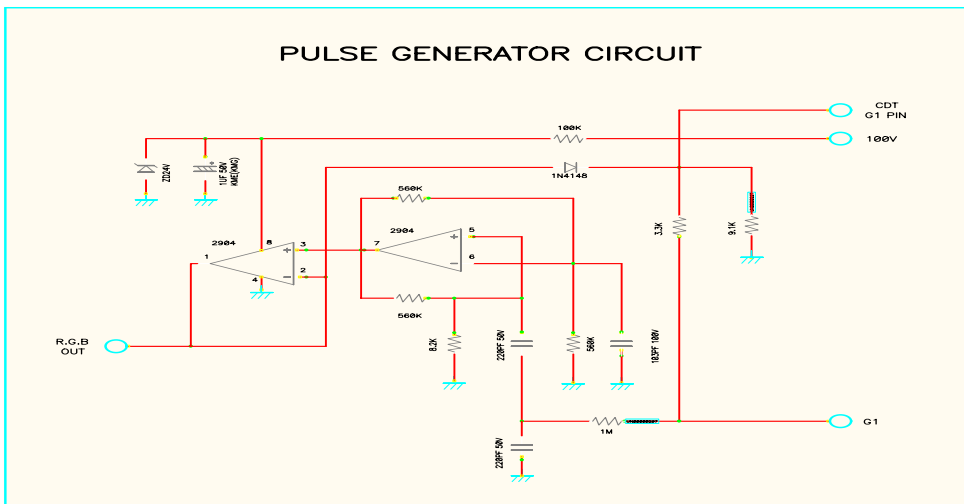 PULSE GENERATOR CIRCUIT
CDT
G1 PIN
100K
100V
ZD24V
1UF 50V
KME(KMG)
1N4148
560K
2904
8
3
1
2
4
7
2904
5
6
3.3K
9.1K
560K
R.G.B
OUT
8.2K
220PF 50V
560K
103PF 100V
1M
G1
220PF 50V